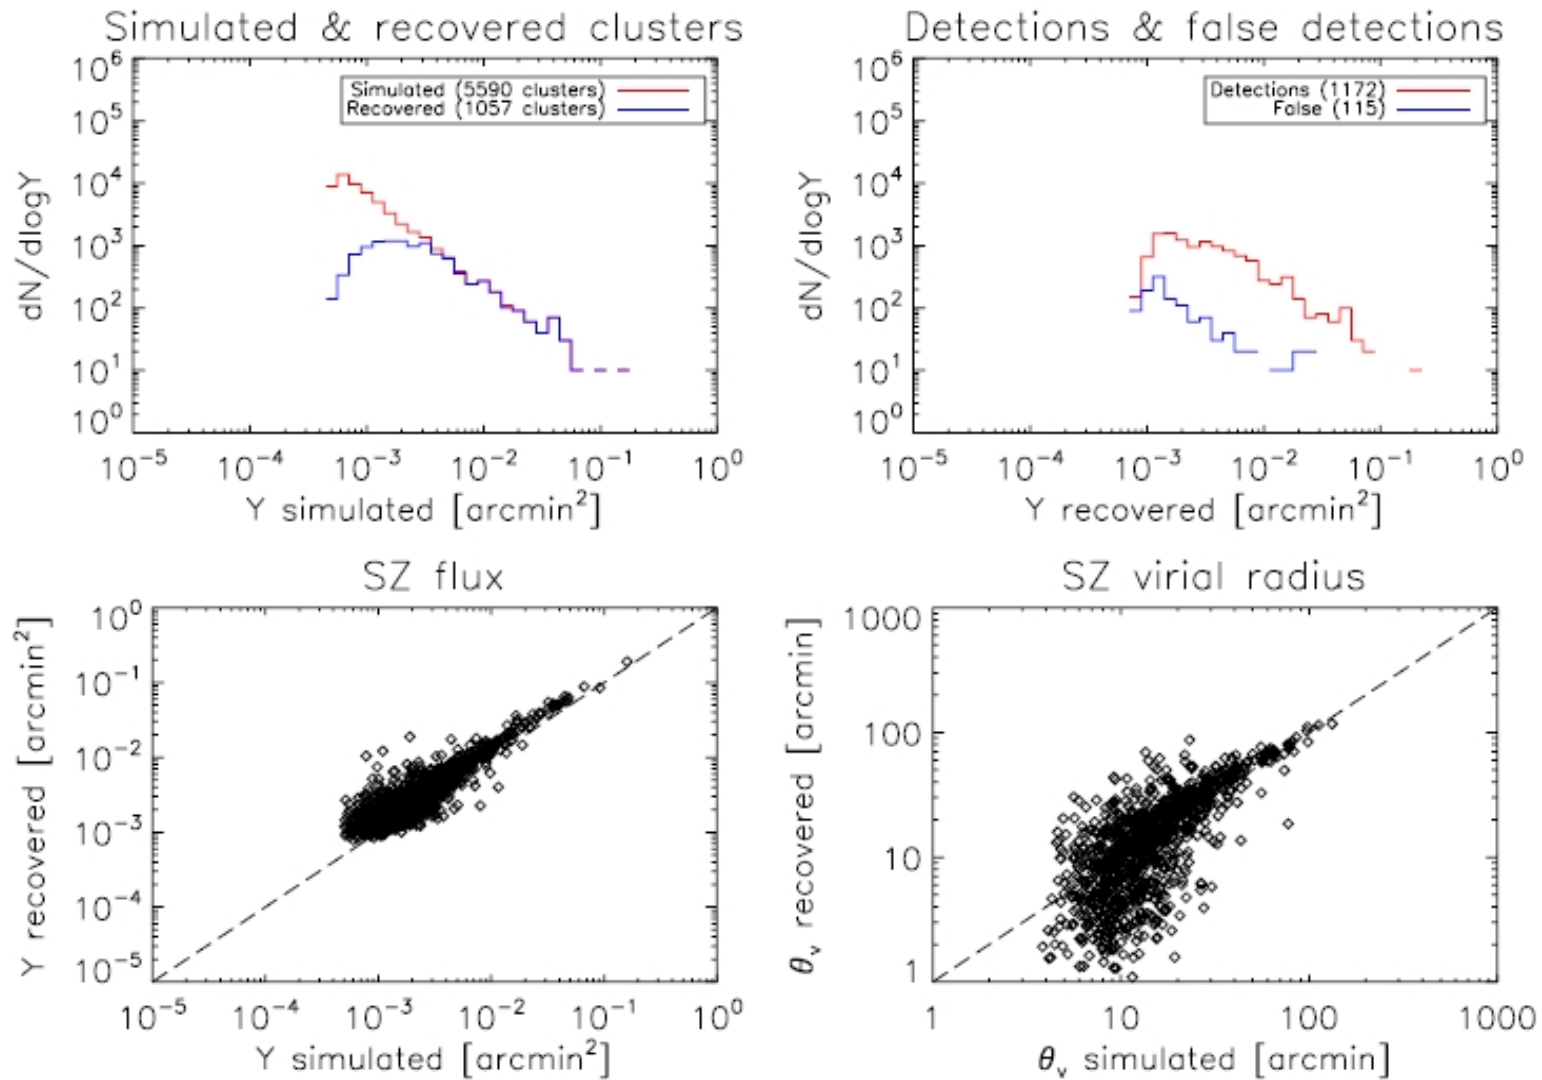 Simulated & recovered clusters
10^6
10^5
10^4
10^3
10^2
10^1
10^0
dN/dlogY
Simulated (5590 clusters)
Recovered (1057 clusters)
10^-5 10^-4 10^-3 10^-2 10^-1 10^0
Y simulated [arcmin^2]
Detections & false detections
10^6
10^5
10^4
10^3
10^2
10^1
10^0
dN/dlogY
Detections (1172)
False (115)
10^-5 10^-4 10^-3 10^-2 10^-1 10^0
Y recovered [arcmin^2]
SZ flux
10^0
10^-1
10^-2
10^-3
10^-4
10^-5
Y recovered [arcmin^2]
10^-5 10^-4 10^-3 10^-2 10^-1 10^0
Y simulated [arcmin^2]
SZ virial radius
1000
100
10
1
θ_v recovered [arcmin]
1 10 100 1000
θ_v simulated [arcmin]